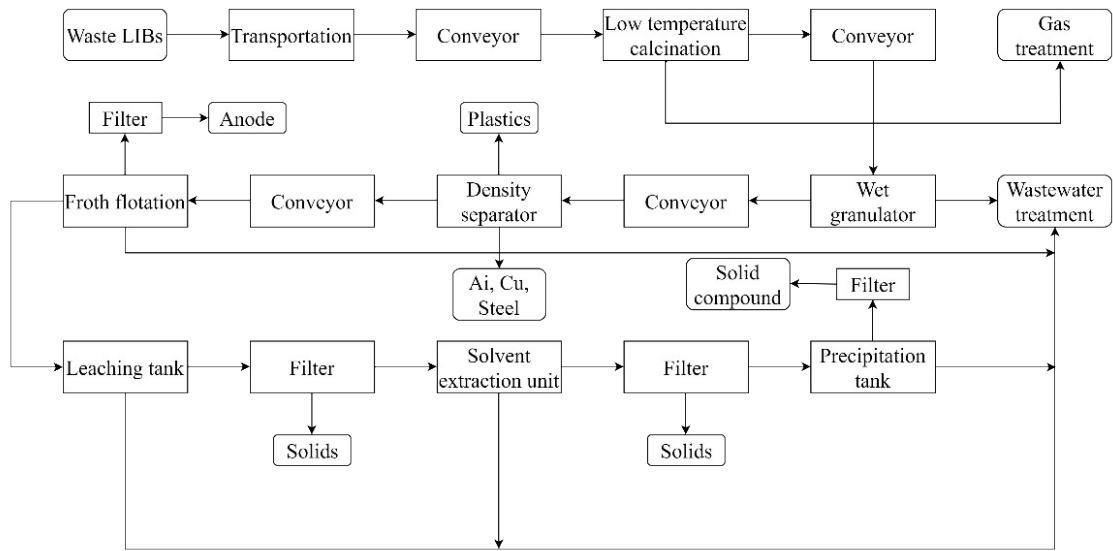 Waste LIBs
Transportation
Conveyor
Low temperature
calcination
Conveyor
Gas
treatment
Filter
Anode
Plastics
Froth flotation
Conveyor
Density
separator
Conveyor
Wet
granulator
Wastewater
treatment
Ai, Cu,
Steel
Solid
compound
Filter
Leaching tank
Filter
Solvent
extraction unit
Filter
Precipitation
tank
Solids
Solids